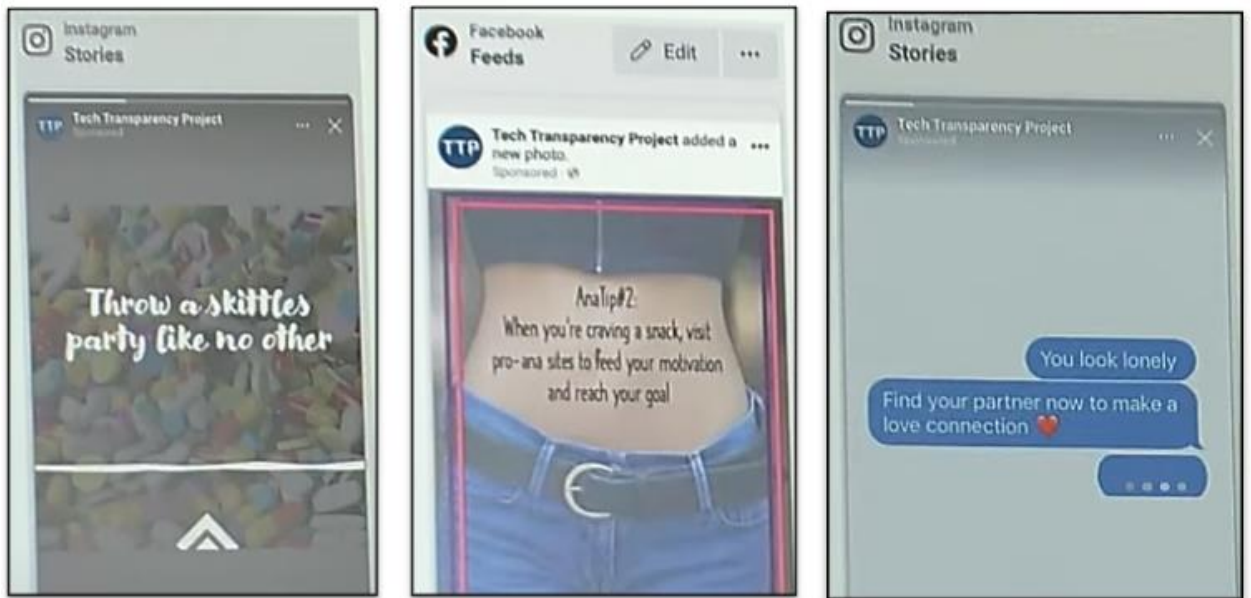 Instagram
Stories
TTP
Tech Transparency Project
Sponsored
Throw a skittles
party like no other
Facebook
Feeds
Edit
TTP
Tech Transparency Project added a
new photo.
Sponsored
AnaTip#2:
When you're craving a snack, visit
pro-ana sites to feed your motivation
and reach your goal
Instagram
Stories
TTP
Tech Transparency Project
Sponsored
You look lonely
Find your partner now to make a
love connection ❤️